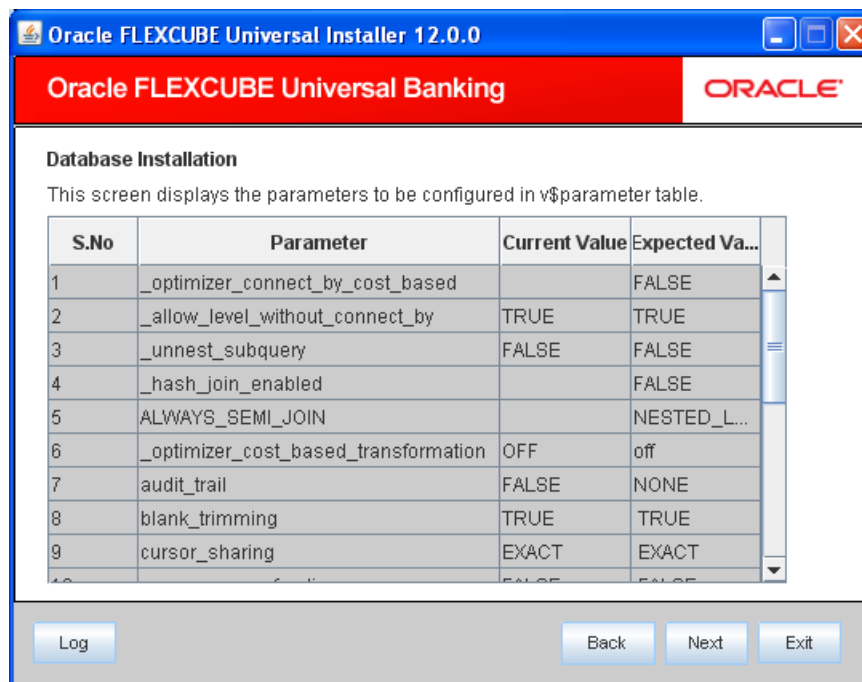 Oracle FLEXCUBE Universal Installer 12.0.0
Oracle FLEXCUBE Universal Banking
ORACLE
Database Installation
This screen displays the parameters to be configured in v$parameter table.
S.No Parameter Current Value Expected Va...
1 _optimizer_connect_by_cost_based FALSE
2 _allow_level_without_connect_by TRUE TRUE
3 _unnest_subquery FALSE FALSE
4 _hash_join_enabled FALSE
5 ALWAYS_SEMI_JOIN NESTED_L...
6 _optimizer_cost_based_transformation OFF off
7 audit_trail FALSE NONE
8 blank_trimming TRUE TRUE
9 cursor_sharing EXACT EXACT
Log Back Next Exit